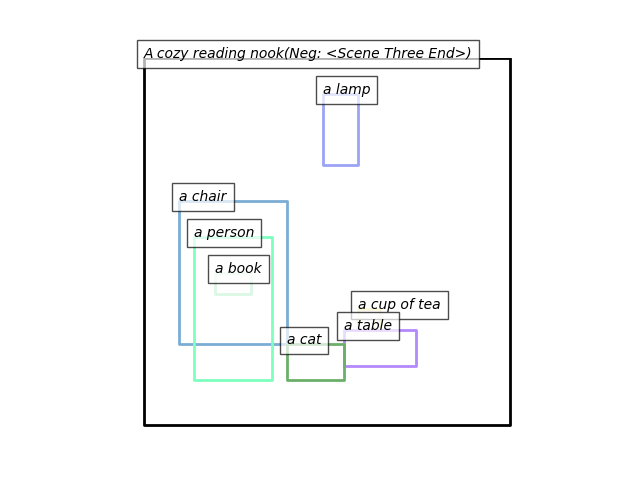 A cozy reading nook(Neg: <Scene Three End>)
a lamp
a chair
a person
a book
a cup of tea
a table
a cat